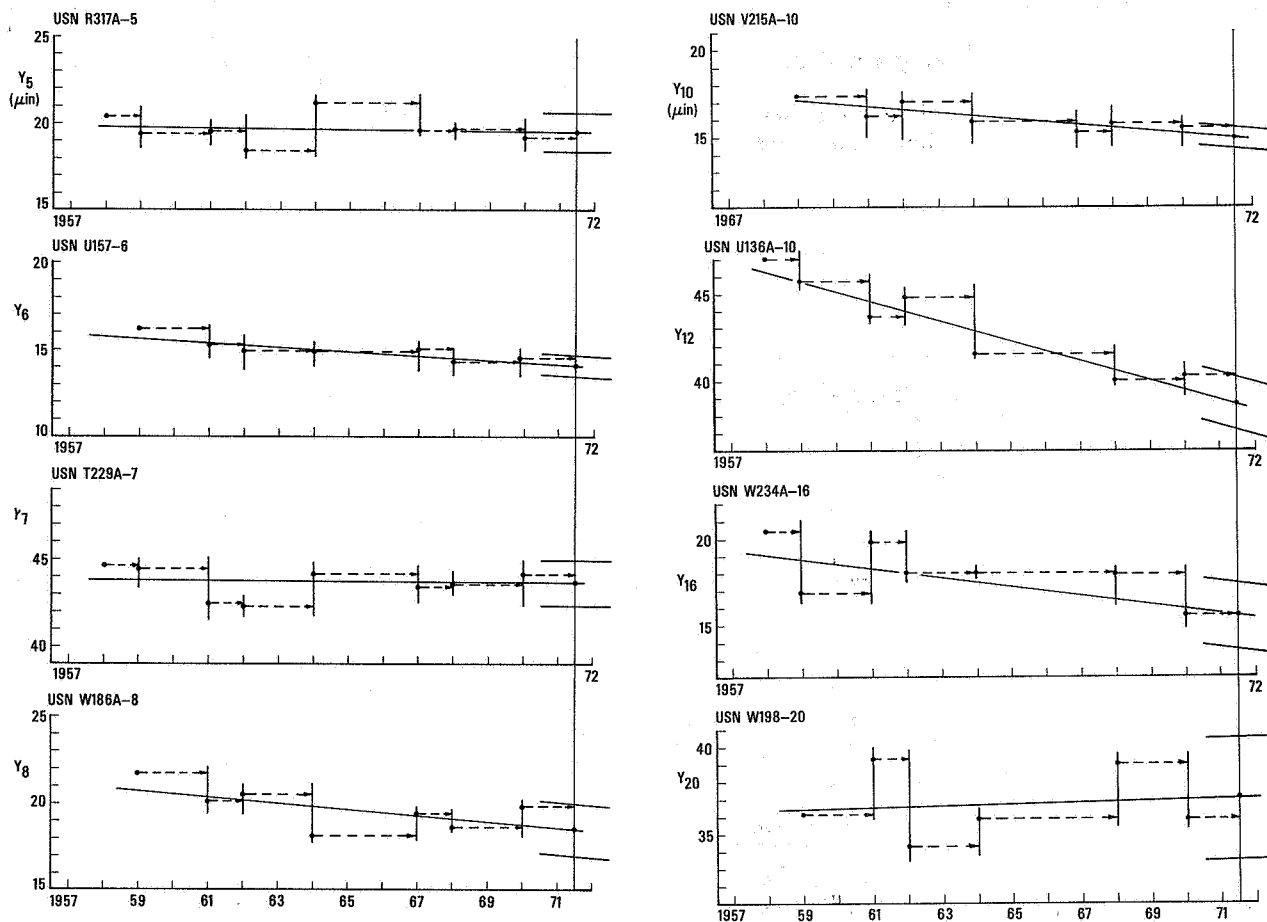 USN R317A–5
25
Y5
(μin)
20
15
1957
72
USN U157–6
20
Y6
15
10
1957
72
USN T229A–7
Y7
45
40
1957
72
USN W186A–8
25
Y8
20
15
1957
59
61
63
65
67
69
71
USN V215A–10
20
Y10
(μin)
15
1967
72
USN U136A–10
45
Y12
40
1957
72
USN W234A–16
20
Y16
15
1957
72
USN W198–20
40
Y20
35
1957
59
61
63
65
67
69
71